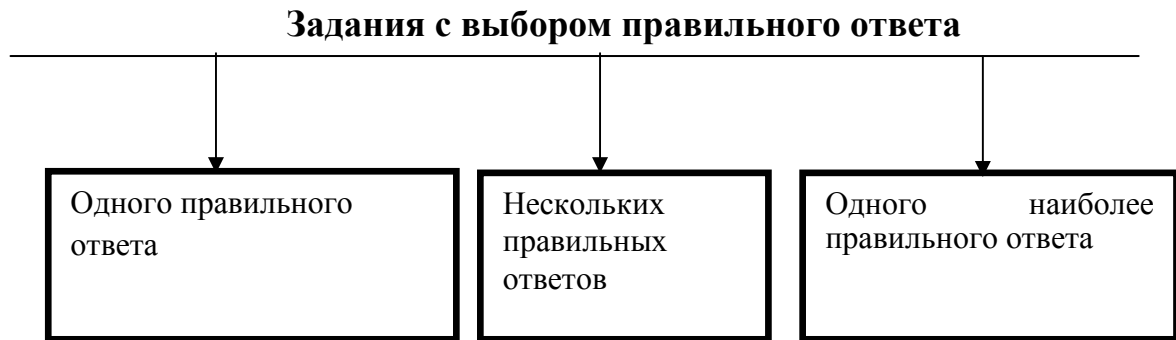 Задания с выбором правильного ответа
Одного правильного
ответа
Нескольких
правильных
ответов
Одного наиболее
правильного ответа